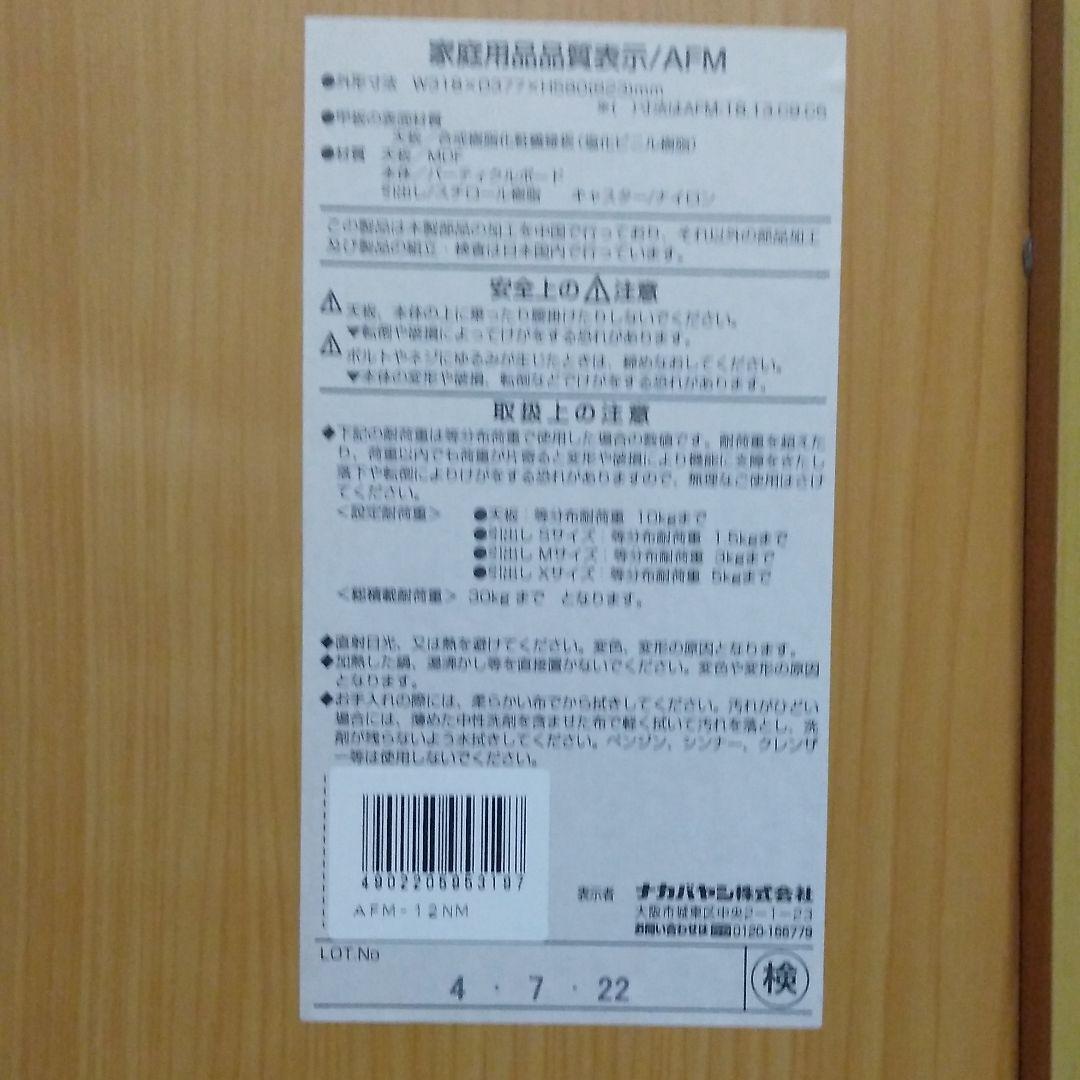 家庭用品品質表示/AFM
●外形寸法 W318×D377×H590(623)mm
※( )寸法はAFM-
●甲板の表面材質
天板/合成樹脂化粧繊維板(塩化ビニル樹脂)
●材質 天板/MDF
本体/パーティクルボード
引出し/スチロール樹脂 キャスター/ナイロン
この製品は木製部品の加工を中国で行っており、それ以外の部品加工
及び製品の組立・検査は日本国内で行っています。
安全上の⚠注意
⚠天板、本体の上に乗ったり腰掛けたりしないでください。
▼転倒や破損によってけがをする恐れがあります。
⚠ボルトやネジにゆるみが生じたときは、締めなおしてください。
▼本体の変形や破損、転倒などでけがをする恐れがあります。
取扱上の注意
◆下記の耐荷重は等分布荷重で使用した場合の数値です。耐荷重を超えた
り、荷重以内でも荷重が片寄ると変形や破損により機能に支障をきたし
落下や転倒によりけがをする恐れがありますので、無理なご使用はさけ
てください。
<設定耐荷重> ●天板:等分布耐荷重 10kgまで
●引出し Sサイズ:等分布耐荷重 1.5kgまで
●引出し Mサイズ:等分布耐荷重 3kgまで
●引出し Xサイズ:等分布耐荷重 5kgまで
<総積載耐荷重> 30kgまで となります。
◆直射日光、又は熱を避けてください。変色、変形の原因となります。
◆加熱した鍋、湯沸かし等を直接置かないでください。変色や変形の原因
となります。
◆お手入れの際には、柔らかい布でから拭きしてください。汚れがひどい
場合には、薄めた中性洗剤を含ませた布で軽く拭いて汚れを落とし、洗
剤が残らないよう水拭きしてください。ベンジン、シンナー、クレンザ
ー等は使用しないでください。
4902205953197
AFM-12NM
表示者 ナカバヤシ株式会社
大阪市城東区中央2-1-23
お問い合わせは 0120-166779
LOT.No
4・7・22
検